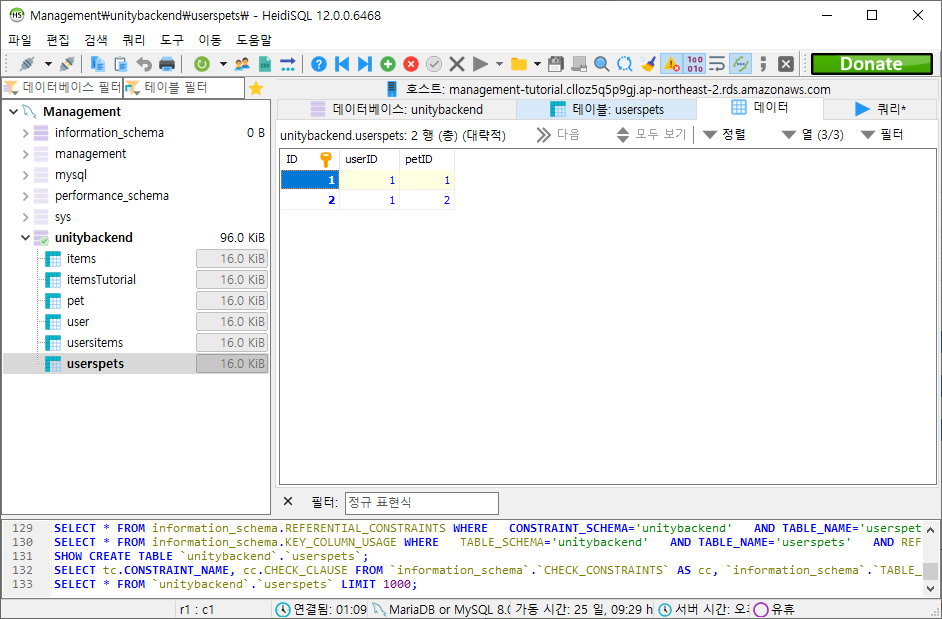 Management₩unitybackend₩userspets₩ - HeidiSQL 12.0.0.6468
파일 편집 검색 쿼리 도구 이동 도움말
Donate
데이터베이스 필터 테이블 필터
호스트: management-tutorial.clloz5q5p9gj.ap-northeast-2.rds.amazonaws.com
Management
information_schema 0 B
management
mysql
performance_schema
sys
unitybackend 96.0 KiB
items 16.0 KiB
itemsTutorial 16.0 KiB
pet 16.0 KiB
user 16.0 KiB
usersitems 16.0 KiB
userspets 16.0 KiB
데이터베이스: unitybackend 테이블: userspets 데이터 쿼리*
unitybackend.userspets: 2 행 (총) (대략적) 다음 모두 보기 정렬 열 (3/3) 필터
ID userID petID
1 1 1
2 1 2
필터: 정규 표현식
129 SELECT * FROM information_schema.REFERENTIAL_CONSTRAINTS WHERE CONSTRAINT_SCHEMA='unitybackend' AND TABLE_NAME='userspet
130 SELECT * FROM information_schema.KEY_COLUMN_USAGE WHERE TABLE_SCHEMA='unitybackend' AND TABLE_NAME='userspets' AND REF
131 SHOW CREATE TABLE `unitybackend`.`userspets`;
132 SELECT tc.CONSTRAINT_NAME, cc.CHECK_CLAUSE FROM `information_schema`.`CHECK_CONSTRAINTS` AS cc, `information_schema`.`TABLE_
133 SELECT * FROM `unitybackend`.`userspets` LIMIT 1000;
r1 : c1 연결됨: 01:09 MariaDB or MySQL 8.0 가동 시간: 25 일, 09:29 h 서버 시간: 오후 유휴